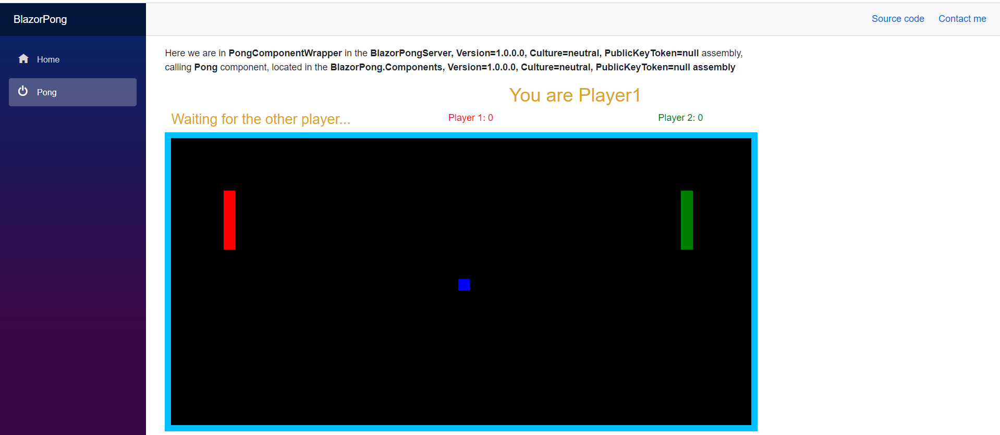 BlazorPong
Source code
Contact me
Home
Pong
Here we are in PongComponentWrapper in the BlazorPongServer, Version=1.0.0.0, Culture=neutral, PublicKeyToken=null assembly,
calling Pong component, located in the BlazorPong.Components, Version=1.0.0.0, Culture=neutral, PublicKeyToken=null assembly
You are Player1
Waiting for the other player...
Player 1: 0
Player 2: 0